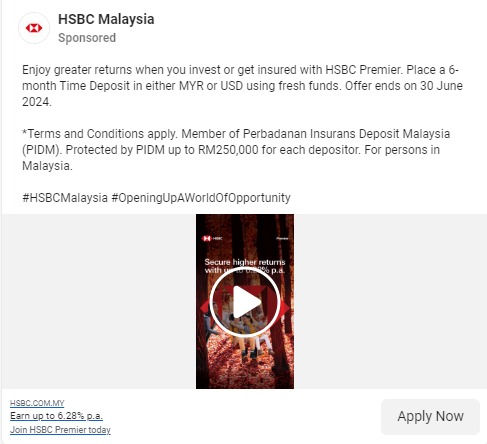 HSBC Malaysia
Sponsored
Enjoy greater returns when you invest or get insured with HSBC Premier. Place a 6-
month Time Deposit in either MYR or USD using fresh funds. Offer ends on 30 June
2024.
*Terms and Conditions apply. Member of Perbadanan Insurans Deposit Malaysia
(PIDM). Protected by PIDM up to RM250,000 for each depositor. For persons in
Malaysia.
#HSBCMalaysia #OpeningUpAWorldOfOpportunity
HSBC
Premier
Secure higher returns
with up to 6.28% p.a.
HSBC.COM.MY
Earn up to 6.28% p.a.
Join HSBC Premier today
Apply Now